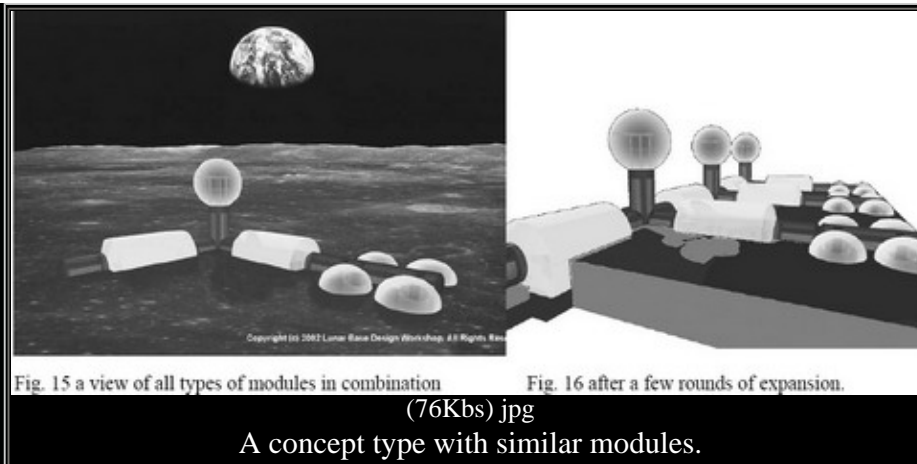 Copyright (c) 2002 Lunar Base Design Workshop, All Rights Rese
Fig. 15 a view of all types of modules in combination
Fig. 16 after a few rounds of expansion.
(76Kbs) jpg
A concept type with similar modules.